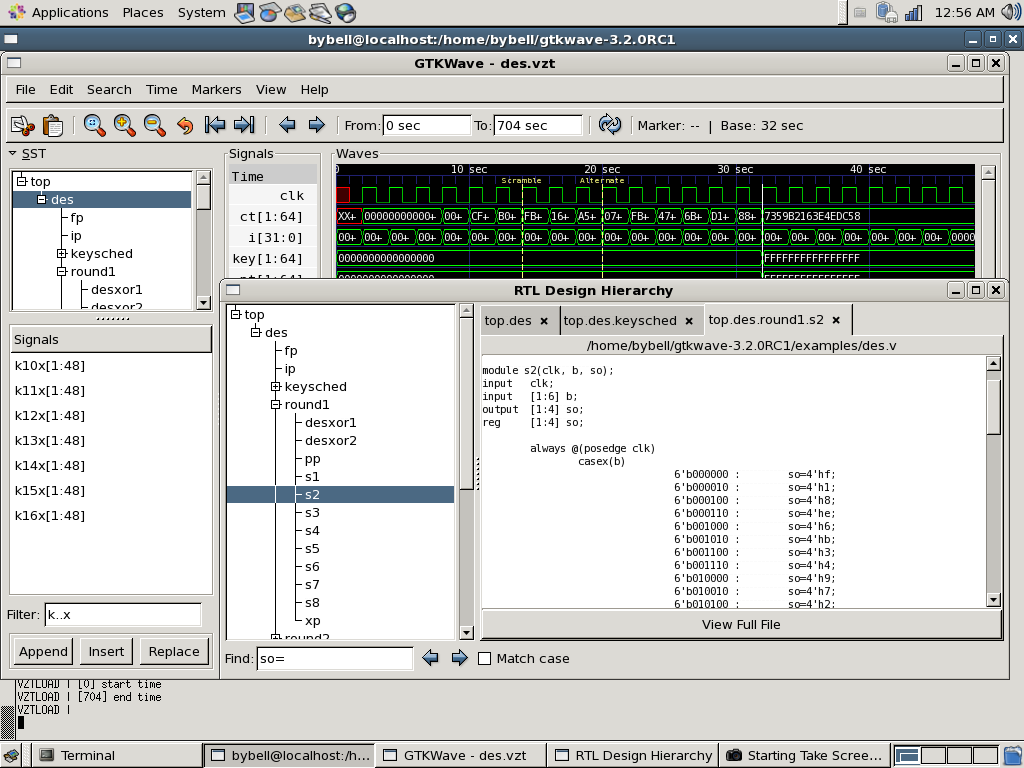 Applications Places System 12:56 AM
bybell@localhost:/home/bybell/gtkwave-3.2.0RC1
GTKWave - des.vzt
File Edit Search Time Markers View Help
From: 0 sec To: 704 sec Marker: -- | Base: 32 sec
SST
top
des
fp
ip
keysched
round1
desxor1
desxor2
Signals
k10x[1:48]
k11x[1:48]
k12x[1:48]
k13x[1:48]
k14x[1:48]
k15x[1:48]
k16x[1:48]
Filter: k..x
Append Insert Replace
Signals
Time
clk
ct[1:64]
i[31:0]
key[1:64]
pt[1:64]
Waves
0 10 sec 20 sec 30 sec 40 sec
Scramble Alternate
XX+ 00000000000+ 00+ CF+ B0+ FB+ 16+ A5+ 07+ FB+ 47+ 6B+ D1+ 88+ 7359B2163E4EDC58
00+ 00+ 00+ 00+ 00+ 00+ 00+ 00+ 00+ 00+ 00+ 00+ 00+ 00+ 00+ 00+ 00+ 00+ 00+ 00+ 00+ 00+ 00+ 0000
0000000000000000 FFFFFFFFFFFFFFFF
0000000000000000 FFFFFFFFFFFFFFFF
RTL Design Hierarchy
top
des
fp
ip
keysched
round1
desxor1
desxor2
pp
s1
s2
s3
s4
s5
s6
s7
s8
xp
round2
top.des top.des.keysched top.des.round1.s2
/home/bybell/gtkwave-3.2.0RC1/examples/des.v
module s2(clk, b, so);
input clk;
input [1:6] b;
output [1:4] so;
reg [1:4] so;
always @(posedge clk)
casex(b)
6'b000000 : so=4'hf;
6'b000010 : so=4'h1;
6'b000100 : so=4'h8;
6'b000110 : so=4'he;
6'b001000 : so=4'h6;
6'b001010 : so=4'hb;
6'b001100 : so=4'h3;
6'b001110 : so=4'h4;
6'b010000 : so=4'h9;
6'b010010 : so=4'h7;
6'b010100 : so=4'h2;
View Full File
Find: so= Match case
VZTLOAD | [0] start time
VZTLOAD | [704] end time
VZTLOAD |
Terminal bybell@localhost:/h... GTKWave - des.vzt RTL Design Hierarchy Starting Take Scree...